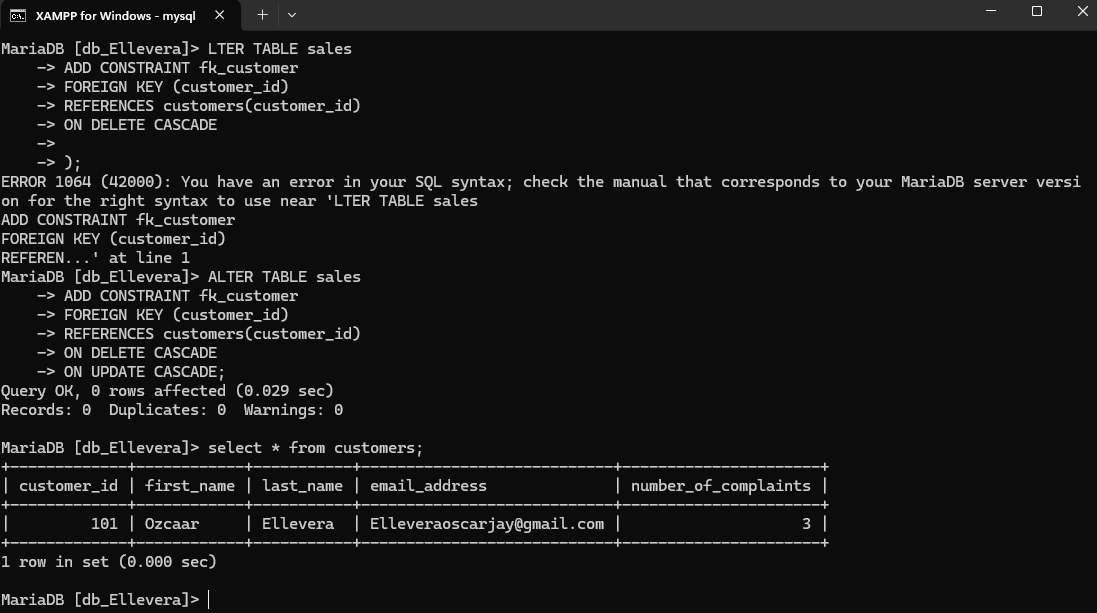 XAMPP for Windows - mysql
MariaDB [db_Ellevera]> LTER TABLE sales
    -> ADD CONSTRAINT fk_customer
    -> FOREIGN KEY (customer_id)
    -> REFERENCES customers(customer_id)
    -> ON DELETE CASCADE
    ->
    -> );
ERROR 1064 (42000): You have an error in your SQL syntax; check the manual that corresponds to your MariaDB server versi
on for the right syntax to use near 'LTER TABLE sales
ADD CONSTRAINT fk_customer
FOREIGN KEY (customer_id)
REFEREN...' at line 1
MariaDB [db_Ellevera]> ALTER TABLE sales
    -> ADD CONSTRAINT fk_customer
    -> FOREIGN KEY (customer_id)
    -> REFERENCES customers(customer_id)
    -> ON DELETE CASCADE
    -> ON UPDATE CASCADE;
Query OK, 0 rows affected (0.029 sec)
Records: 0  Duplicates: 0  Warnings: 0
MariaDB [db_Ellevera]> select * from customers;
+-------------+------------+-----------+----------------------------+----------------------+
| customer_id | first_name | last_name | email_address              | number_of_complaints |
+-------------+------------+-----------+----------------------------+----------------------+
|         101 | Ozcaar     | Ellevera  | Elleveraoscarjay@gmail.com |                    3 |
+-------------+------------+-----------+----------------------------+----------------------+
1 row in set (0.000 sec)
MariaDB [db_Ellevera]>